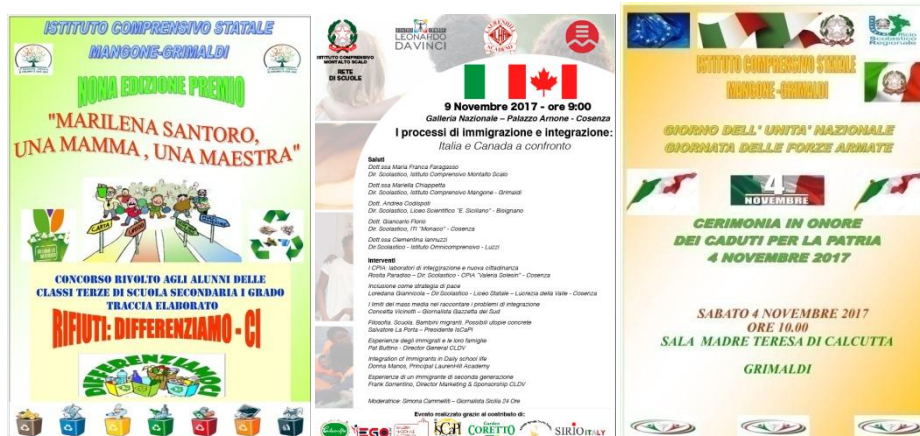 ISTITUTO COMPRENSIVO STATALE
MANGONE-GRIMALDI
NONA EDIZIONE PREMIO
"MARILENA SANTORO,
UNA MAMMA , UNA MAESTRA"
CARTA
CONCORSO RIVOLTO AGLI ALUNNI DELLE
CLASSI TERZE DI SCUOLA SECONDARIA I GRADO
TRACCIA ELABORATO
RIFIUTI: DIFFERENZIAMO - CI
DIFFERENZIAMOCI
ISTITUTO COMPRENSIVO
MONTALTO SCALO
RETE
DI SCUOLE
LEONARDO
DA VINCI
9 Novembre 2017 - ore 9:00
Galleria Nazionale – Palazzo Arnone - Cosenza
I processi di immigrazione e integrazione:
Italia e Canada a confronto
Saluti
Dott.ssa Maria Franca Faragasso
Dir. Scolastico, Istituto Comprensivo Montalto Scalo
Dott.ssa Mariella Chiappetta
Dir. Scolastico, Istituto Comprensivo Mangone - Grimaldi
Dott. Andrea Codispoti
Dir. Scolastico, Liceo Scientifico "E. Siciliano" - Bisignano
Dott. Giancarlo Florio
Dir. Scolastico, ITI "Monaco" - Cosenza
Dott.ssa Clementina Iannuzzi
Dir Scolastico - Istituto Omnicomprensivo - Luzzi
Interventi
I CPIA: laboratori di integrazione e nuova cittadinanza
Rosita Paradiso – Dir. Scolastico - CPIA "Valeria Solesin" - Cosenza
Inclusione come strategia di pace
Loredana Giannicola – Dir Scolastico - Liceo Statale – Lucrezia della Valle - Cosenza
I limiti dei mass media nel raccontare i problemi di integrazione
Concetta Vicinetti – Giornalista Gazzetta del Sud
Filosofia, Scuola, Bambini migranti. Possibili utopie concrete
Salvatore La Porta – Presidente IsCaPi
Esperienze degli immigrati e le loro famiglie
Pat Buttino - Director General CLDV
Integration of Immigrants in Daily school life
Donna Manos, Principal LaurenHill Academy
Esperienze di un immigrante di seconda generazione
Frank Sorrentino, Director Marketing & Sponsorship CLDV
Moderatrice: Simona Cammelliti – Giornalista Sicilia 24 Ore
Evento realizzato grazie al contributo di:
EGO
ISCAPI
CORETTO
SIRIO ITALY
Ufficio
Scolastico
Regionale
ISTITUTO COMPRENSIVO STATALE
MANGONE -GRIMALDI
GIORNO DELL' UNITA' NAZIONALE
GIORNATA DELLE FORZE ARMATE
4
NOVEMBRE
CERIMONIA IN ONORE
DEI CADUTI PER LA PATRIA
4 NOVEMBRE 2017
SABATO 4 NOVEMBRE 2017
ORE 10.00
SALA MADRE TERESA DI CALCUTTA
GRIMALDI